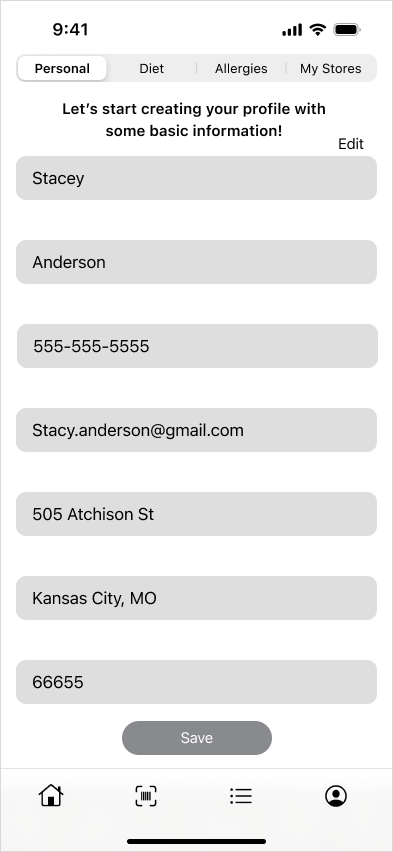 9:41
Personal
Diet
Allergies
My Stores
Let's start creating your profile with
some basic information!
Edit
Stacey
Anderson
555-555-5555
Stacy.anderson@gmail.com
505 Atchison St
Kansas City, MO
66655
Save